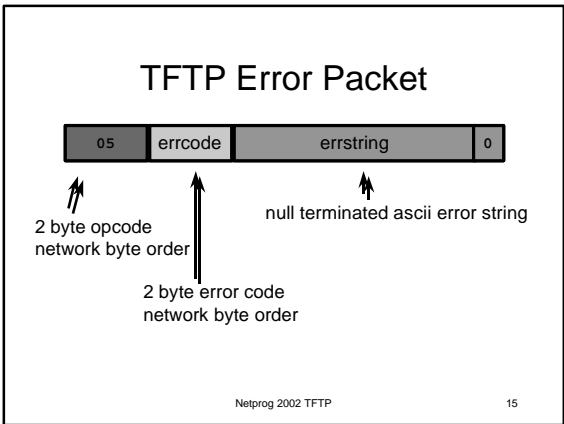 TFTP Error Packet
05 errcode errstring 0
2 byte opcode
network byte order
null terminated ascii error string
2 byte error code
network byte order
Netprog 2002 TFTP 15